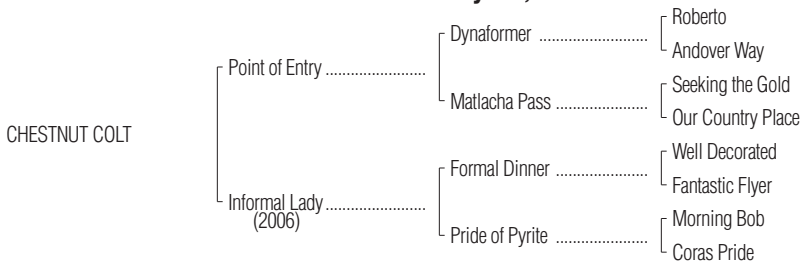 Roberto
Dynaformer ....................
Andover Way
Point of Entry ........................
Seeking the Gold
Matlacha Pass .................
Our Country Place
CHESTNUT COLT
Well Decorated
Formal Dinner .................
Fantastic Flyer
Informal Lady ........................
(2006)
Morning Bob
Pride of Pyrite .................
Coras Pride